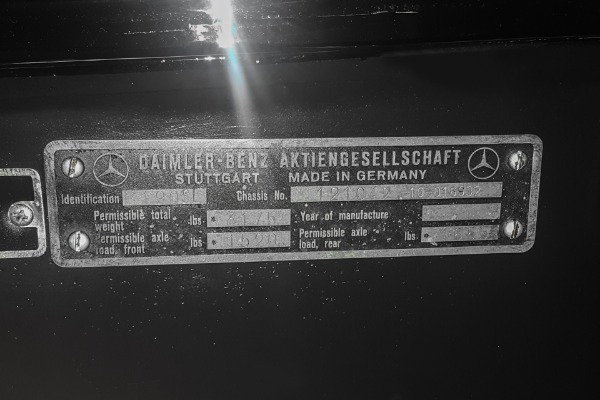 DAIMLER-BENZ AKTIENGESELLSCHAFT
STUTTGART MADE IN GERMANY
Identification Chassis No.
Permissible total weight lbs Year of manufacture
Permissible axle load, front lbs Permissible axle load, rear lbs